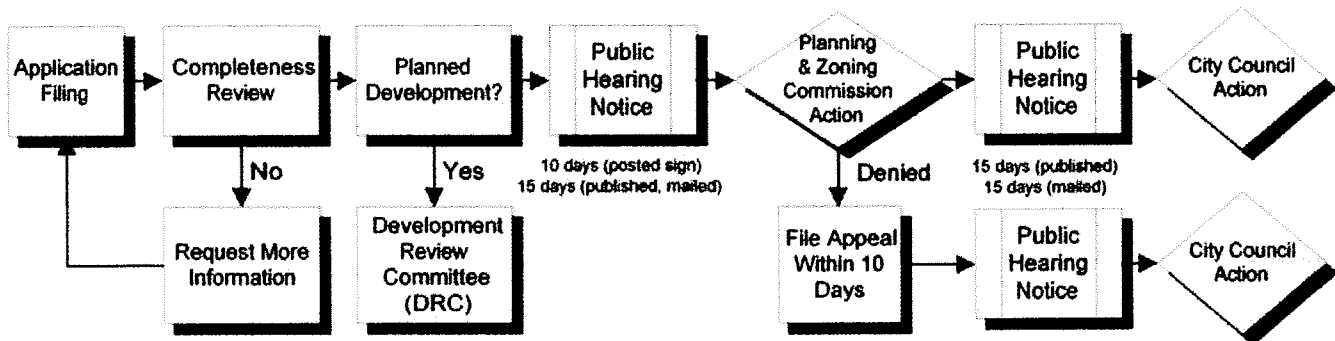 Application
Filing
Completeness
Review
Planned
Development?
Public
Hearing
Notice
Planning
& Zoning
Commission
Action
Public
Hearing
Notice
City Council
Action
No
Yes
10 days (posted sign)
15 days (published, mailed)
Denied
15 days (published)
15 days (mailed)
Request More
Information
Development
Review
Committee
(DRC)
File Appeal
Within 10
Days
Public
Hearing
Notice
City Council
Action